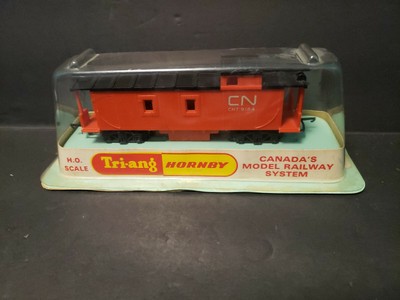 CN
H.O.
SCALE
Tri-ang HORNBY
CANADA'S
MODEL RAILWAY
SYSTEM